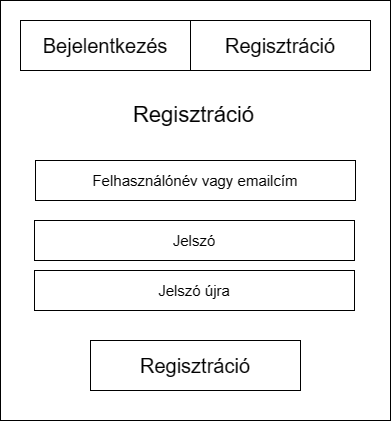 Bejelentkezés Regisztráció
Regisztráció
Felhasználónév vagy emailcím
Jelszó
Jelszó újra
Regisztráció